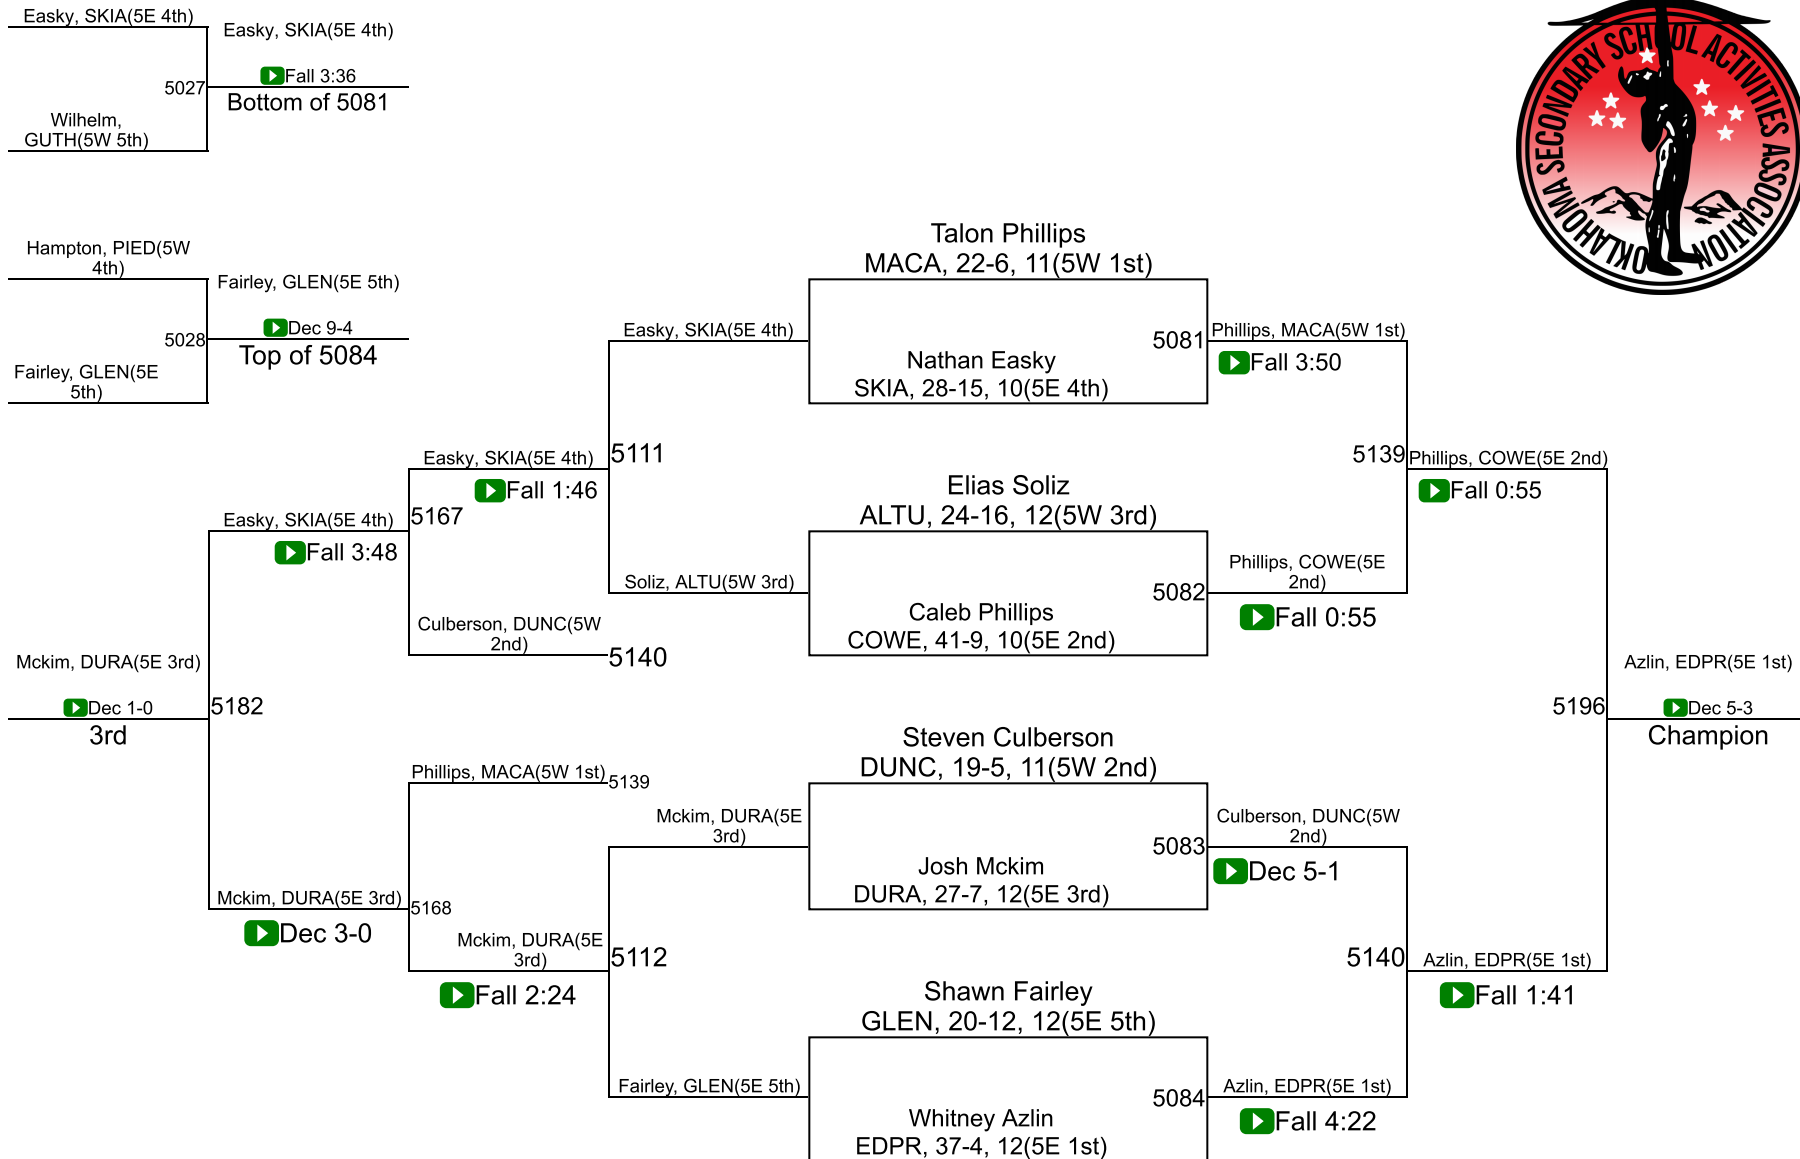 Easky, SKIA(5E 4th)
Easky, SKIA(5E 4th)
Fall 3:36
5027
Bottom of 5081
Wilhelm,
GUTH(5W 5th)
OKLAHOMA SECONDARY SCHOOL ACTIVITIES ASSOCIATION
Hampton, PIED(5W
4th)
Fairley, GLEN(5E 5th)
Dec 9-4
5028
Top of 5084
Fairley, GLEN(5E
5th)
Talon Phillips
MACA, 22-6, 11(5W 1st)
Easky, SKIA(5E 4th)
5081
Phillips, MACA(5W 1st)
Nathan Easky
SKIA, 28-15, 10(5E 4th)
Fall 3:50
Easky, SKIA(5E 4th)
5111
5139
Phillips, COWE(5E 2nd)
Fall 1:46
Fall 0:55
Elias Soliz
ALTU, 24-16, 12(5W 3rd)
Easky, SKIA(5E 4th)
5167
Fall 3:48
Soliz, ALTU(5W 3rd)
5082
Phillips, COWE(5E
2nd)
Caleb Phillips
COWE, 41-9, 10(5E 2nd)
Fall 0:55
Culberson, DUNC(5W
2nd)
5140
Mckim, DURA(5E 3rd)
Dec 1-0
3rd
5182
Azlin, EDPR(5E 1st)
5196
Dec 5-3
Champion
Steven Culberson
DUNC, 19-5, 11(5W 2nd)
Phillips, MACA(5W 1st)
5139
Mckim, DURA(5E
3rd)
5083
Culberson, DUNC(5W
2nd)
Josh Mckim
DURA, 27-7, 12(5E 3rd)
Dec 5-1
Mckim, DURA(5E 3rd)
5168
Dec 3-0
Mckim, DURA(5E
3rd)
5112
Fall 2:24
5140
Azlin, EDPR(5E 1st)
Fall 1:41
Shawn Fairley
GLEN, 20-12, 12(5E 5th)
Fairley, GLEN(5E 5th)
5084
Azlin, EDPR(5E 1st)
Whitney Azlin
EDPR, 37-4, 12(5E 1st)
Fall 4:22